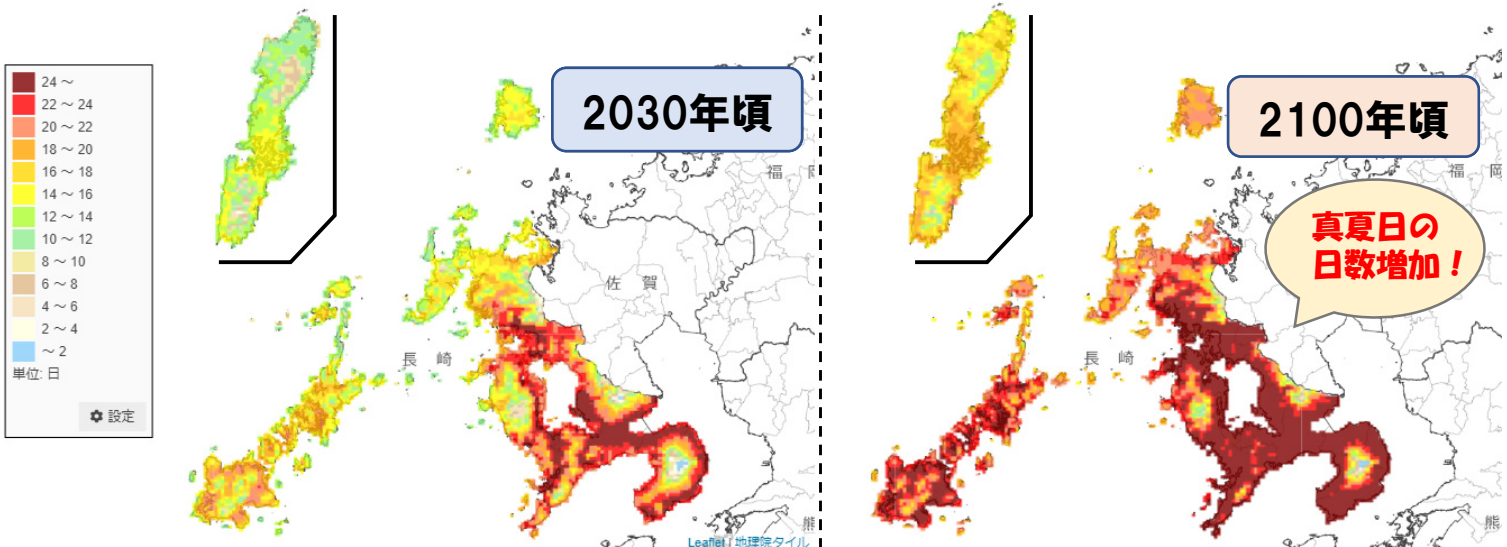 24 ～
22 ～ 24
20 ～ 22
18 ～ 20
16 ～ 18
14 ～ 16
12 ～ 14
10 ～ 12
8 ～ 10
6 ～ 8
4 ～ 6
2 ～ 4
～ 2
単位: 日
設定
2030年頃
福
佐 賀
長 崎
熊
Leaflet | 地理院タイル
2100年頃
福 岡
真夏日の
日数増加！
長 崎
熊